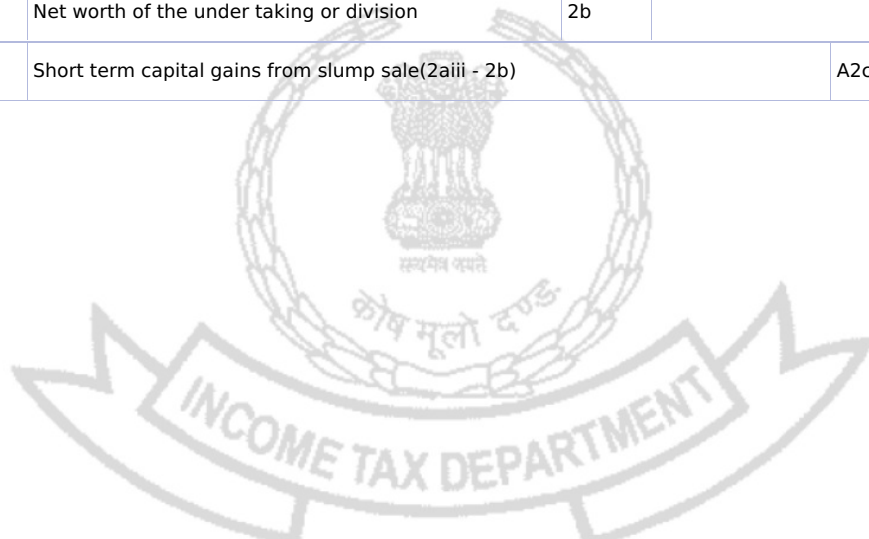 Net worth of the under taking or division 2b
Short term capital gains from slump sale(2aiii - 2b) A2c
सत्यमेव जयते
कोष मूलो दण्ड:
INCOME TAX DEPARTMENT